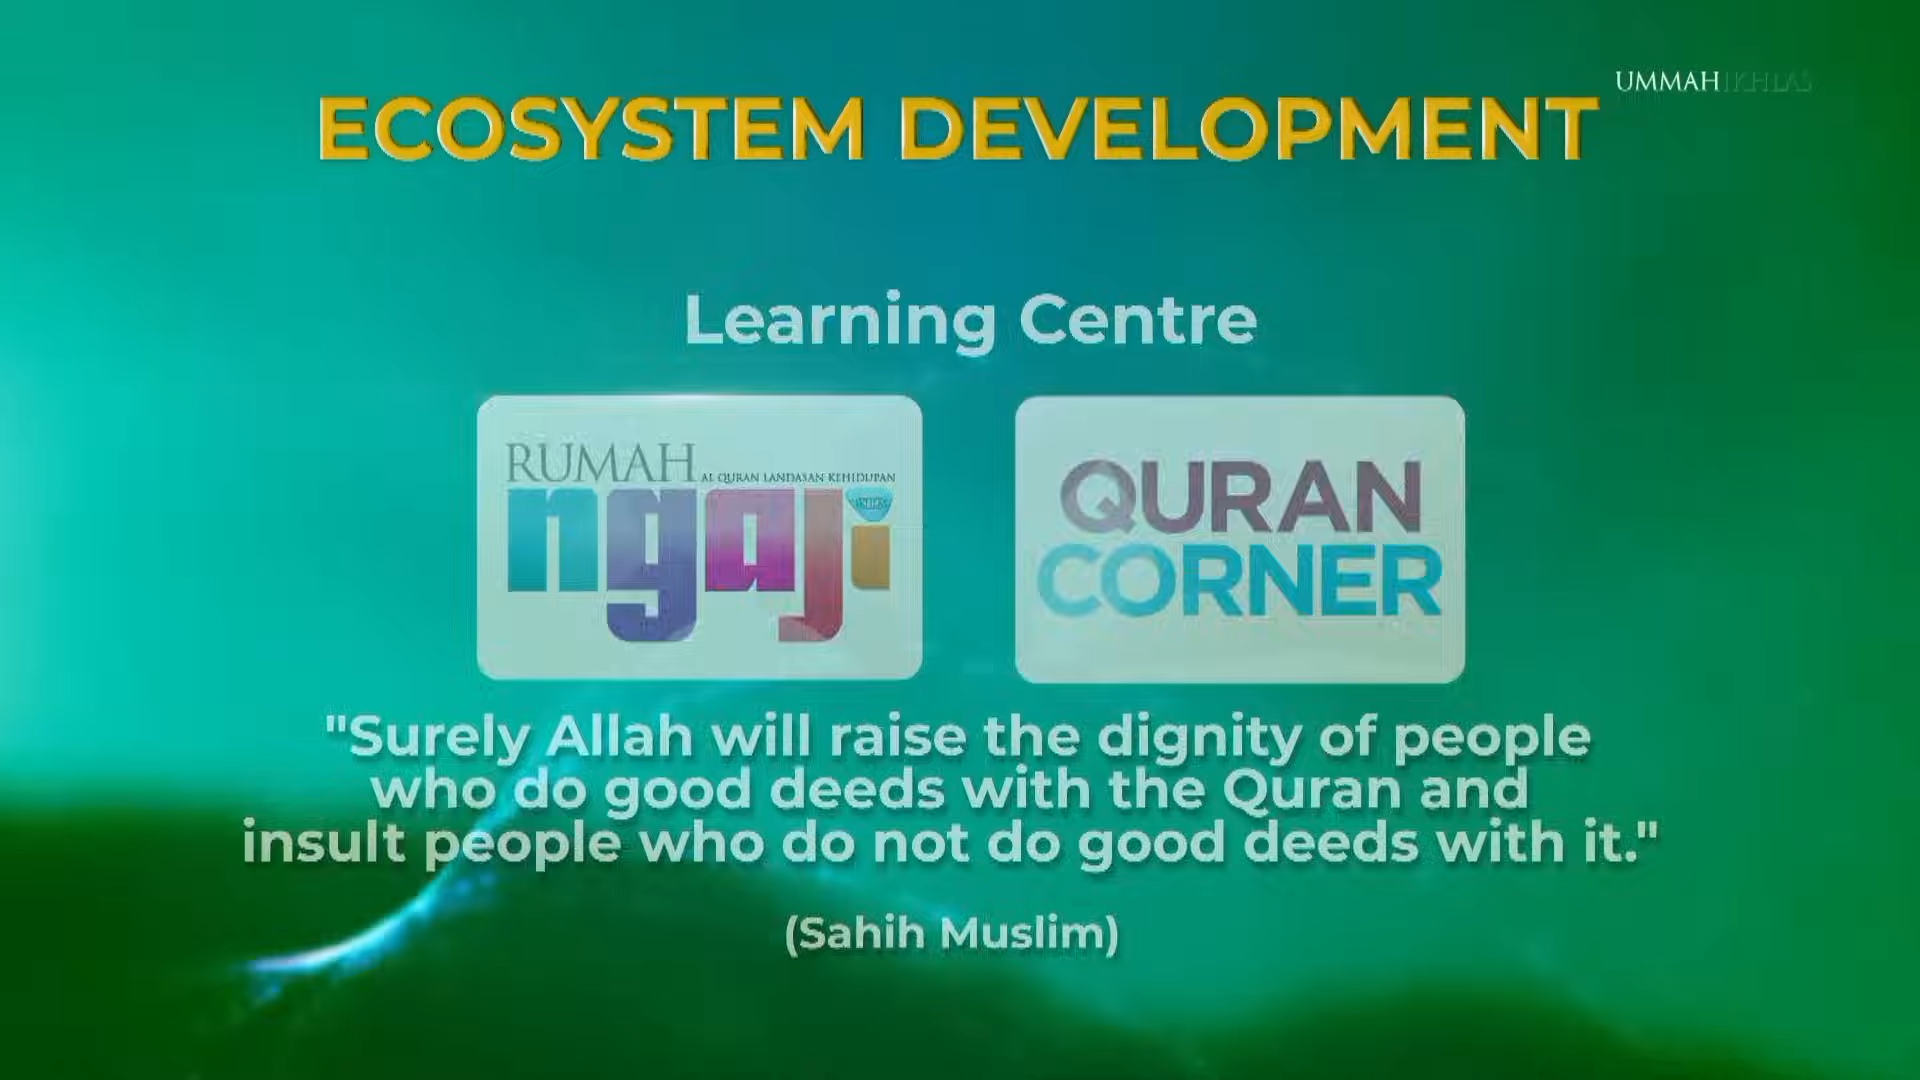 UMMAHIKHLAS
ECOSYSTEM DEVELOPMENT
Learning Centre
RUMAH
AL QURAN LANDASAN KEHIDUPAN
ngaji
QURAN
CORNER
"Surely Allah will raise the dignity of people
who do good deeds with the Quran and
insult people who do not do good deeds with it."
(Sahih Muslim)